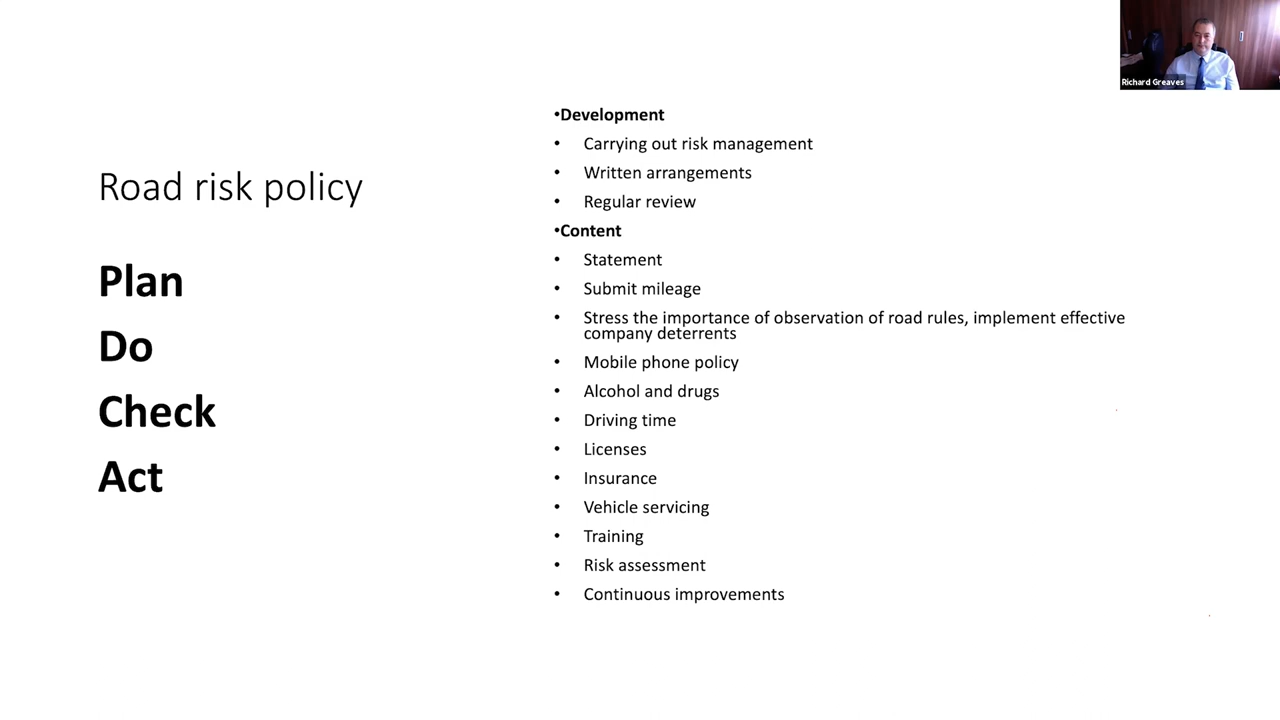 Richard Greaves
Road risk policy
Plan
Do
Check
Act
•Development
• Carrying out risk management
• Written arrangements
• Regular review
•Content
• Statement
• Submit mileage
• Stress the importance of observation of road rules, implement effective
company deterrents
• Mobile phone policy
• Alcohol and drugs
• Driving time
• Licenses
• Insurance
• Vehicle servicing
• Training
• Risk assessment
• Continuous improvements